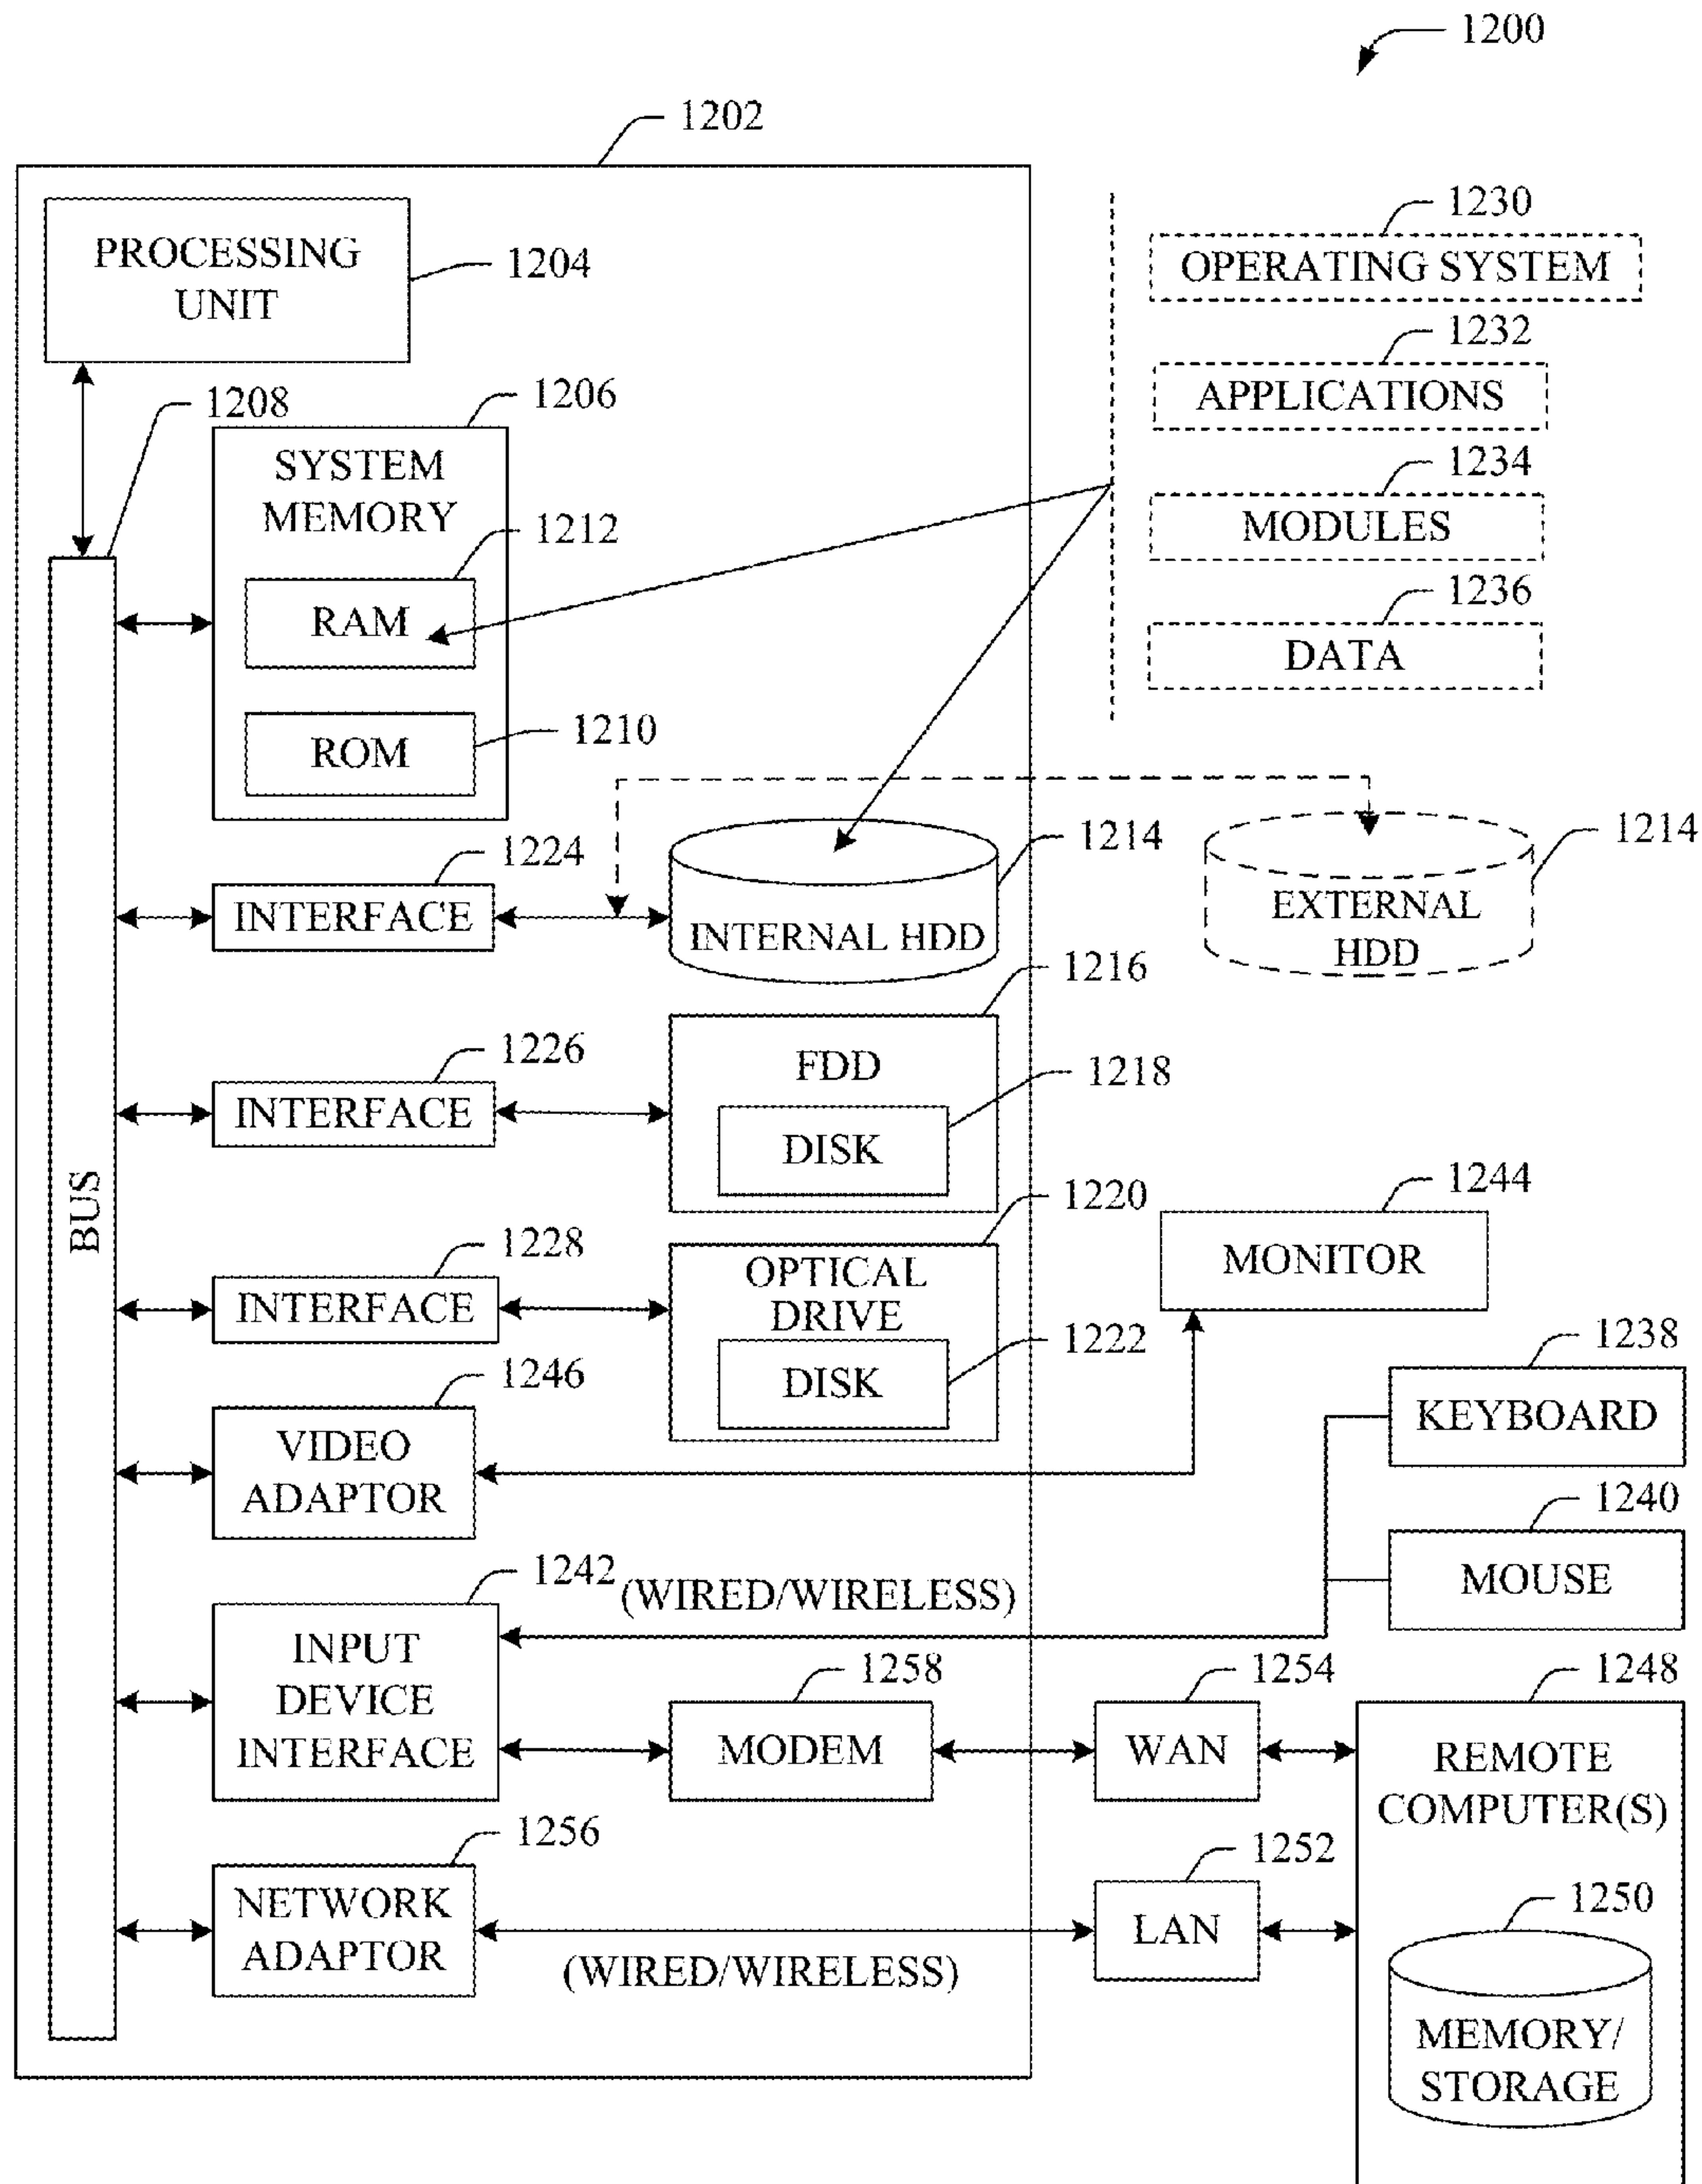 1200
1202
PROCESSING
UNIT
1204
1230
OPERATING SYSTEM
1232
APPLICATIONS
1234
MODULES
1236
DATA
1208
1206
SYSTEM
MEMORY
1212
RAM
1210
ROM
1224
INTERFACE
1214
INTERNAL HDD
1214
EXTERNAL
HDD
1226
INTERFACE
1216
FDD
1218
DISK
BUS
1228
INTERFACE
1220
OPTICAL
DRIVE
1222
DISK
1244
MONITOR
1246
VIDEO
ADAPTOR
1238
KEYBOARD
1240
MOUSE
1242
(WIRED/WIRELESS)
INPUT
DEVICE
INTERFACE
1258
MODEM
1254
WAN
1248
REMOTE
COMPUTER(S)
1256
NETWORK
ADAPTOR
(WIRED/WIRELESS)
1252
LAN
1250
MEMORY/
STORAGE